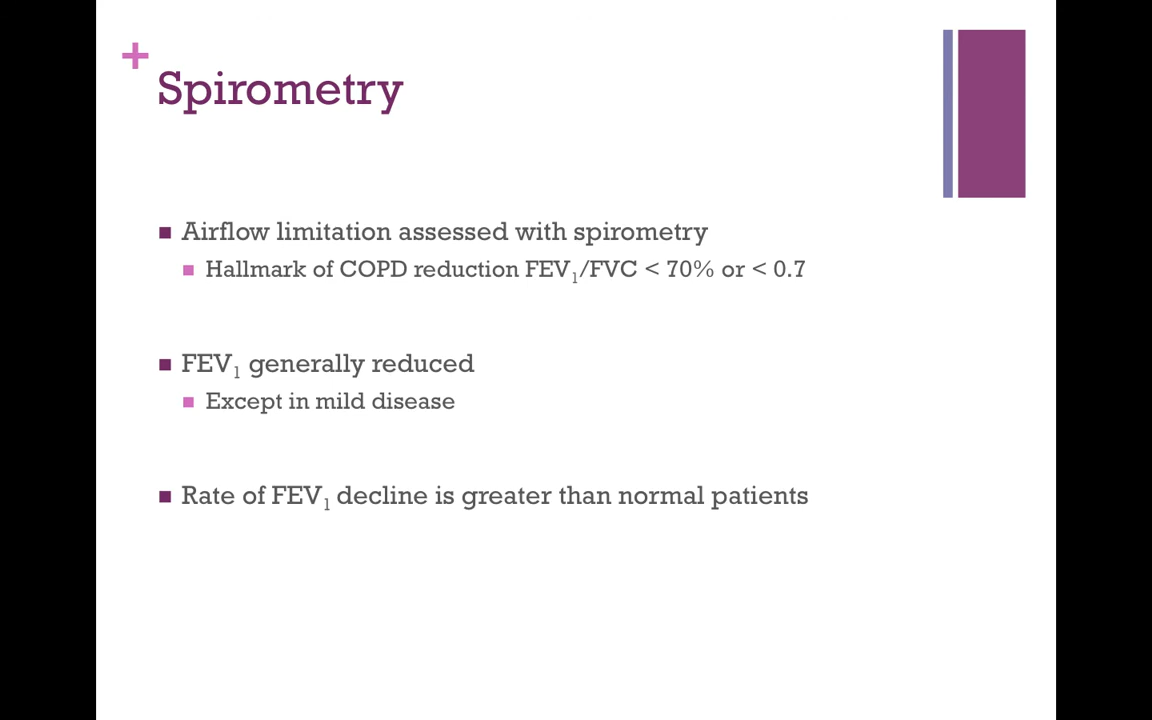 +
Spirometry
■ Airflow limitation assessed with spirometry
■ Hallmark of COPD reduction FEV₁/FVC < 70% or < 0.7
■ FEV₁ generally reduced
■ Except in mild disease
■ Rate of FEV₁ decline is greater than normal patients